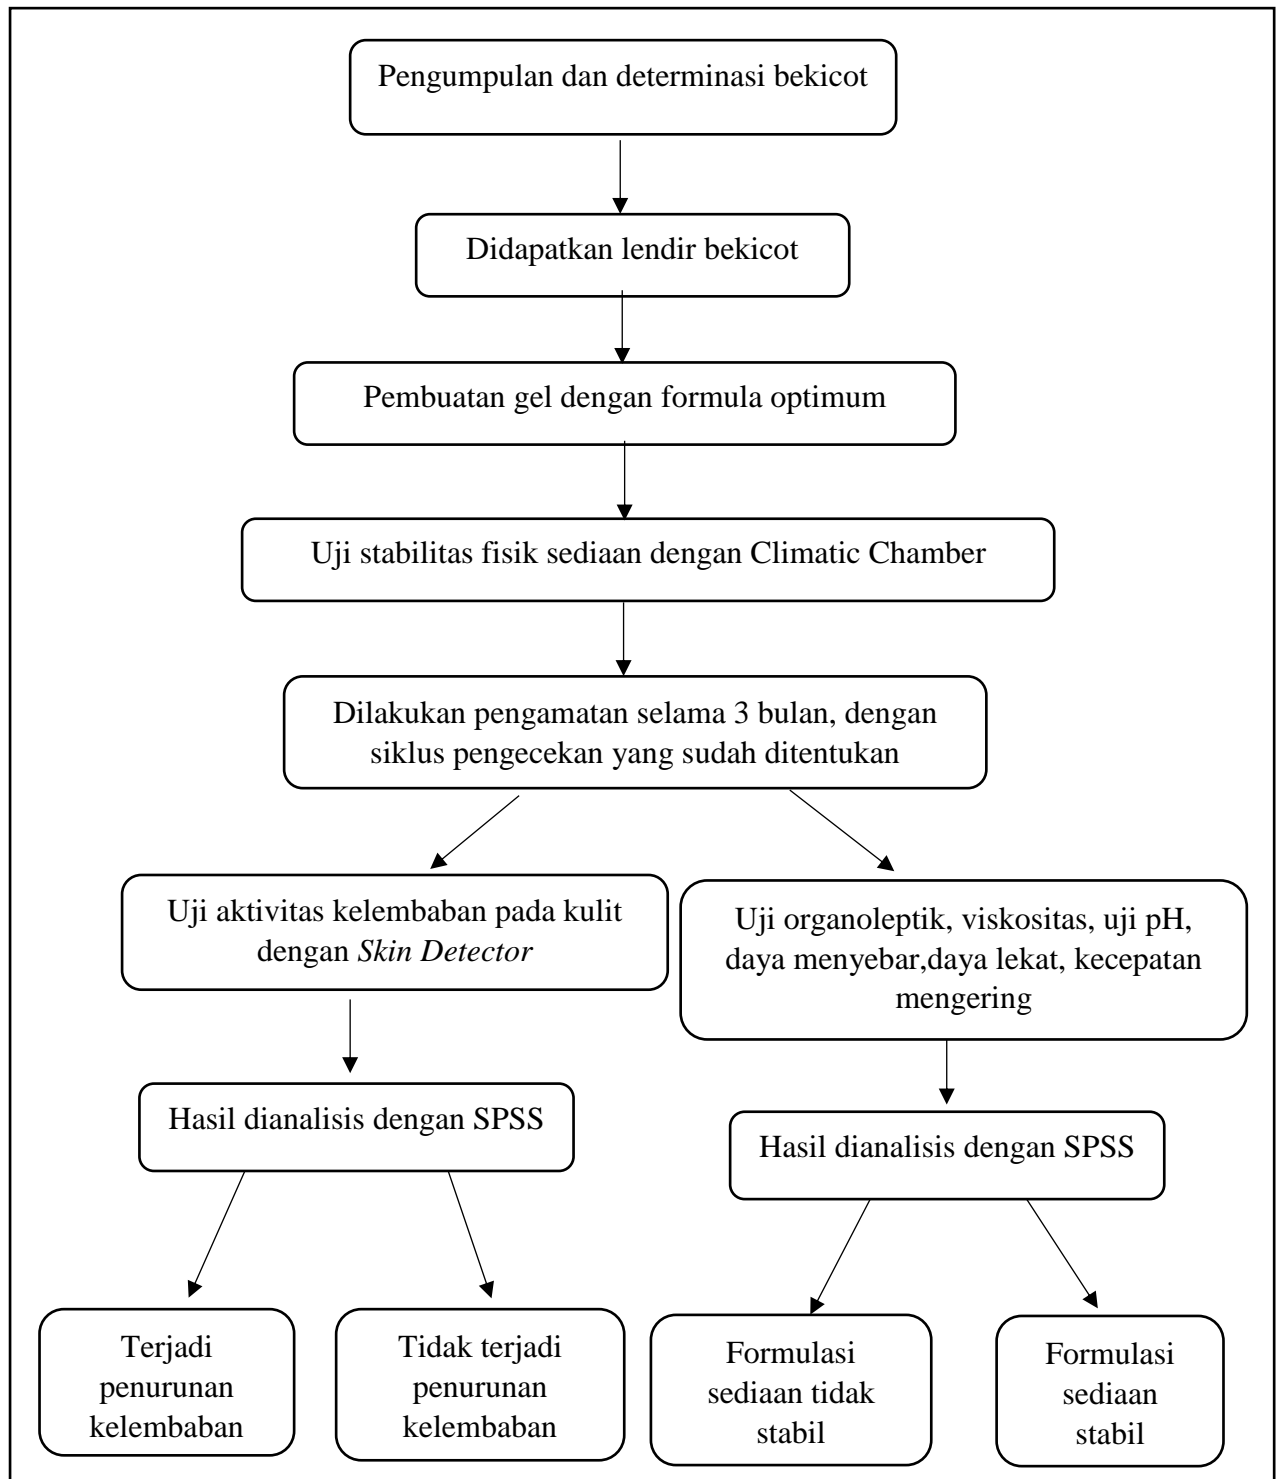 Pengumpulan dan determinasi bekicot
Didapatkan lendir bekicot
Pembuatan gel dengan formula optimum
Uji stabilitas fisik sediaan dengan Climatic Chamber
Dilakukan pengamatan selama 3 bulan, dengan
siklus pengecekan yang sudah ditentukan
Uji aktivitas kelembaban pada kulit
dengan Skin Detector
Uji organoleptik, viskositas, uji pH,
daya menyebar,daya lekat, kecepatan
mengering
Hasil dianalisis dengan SPSS
Hasil dianalisis dengan SPSS
Terjadi
penurunan
kelembaban
Tidak terjadi
penurunan
kelembaban
Formulasi
sediaan tidak
stabil
Formulasi
sediaan
stabil